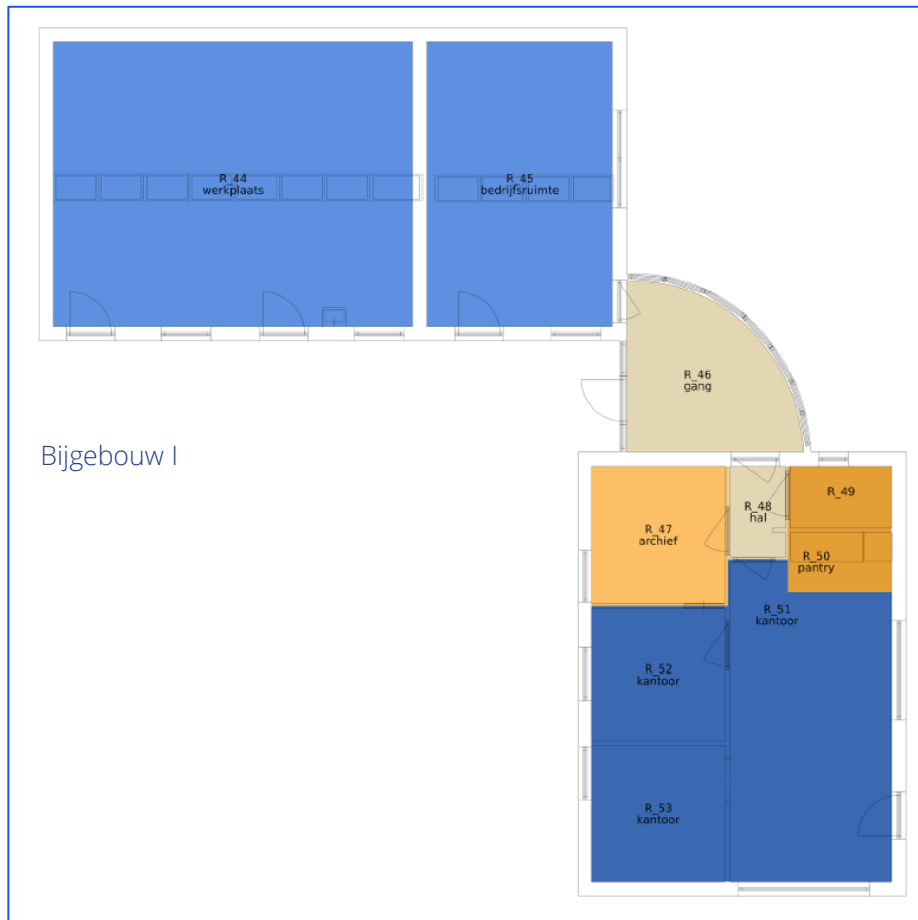 R_44
werkplaats
R_45
bedrijfsruimte
R_46
gang
Bijgebouw I
R_47
archief
R_48
hal
R_49
R_50
pantry
R_51
kantoor
R_52
kantoor
R_53
kantoor